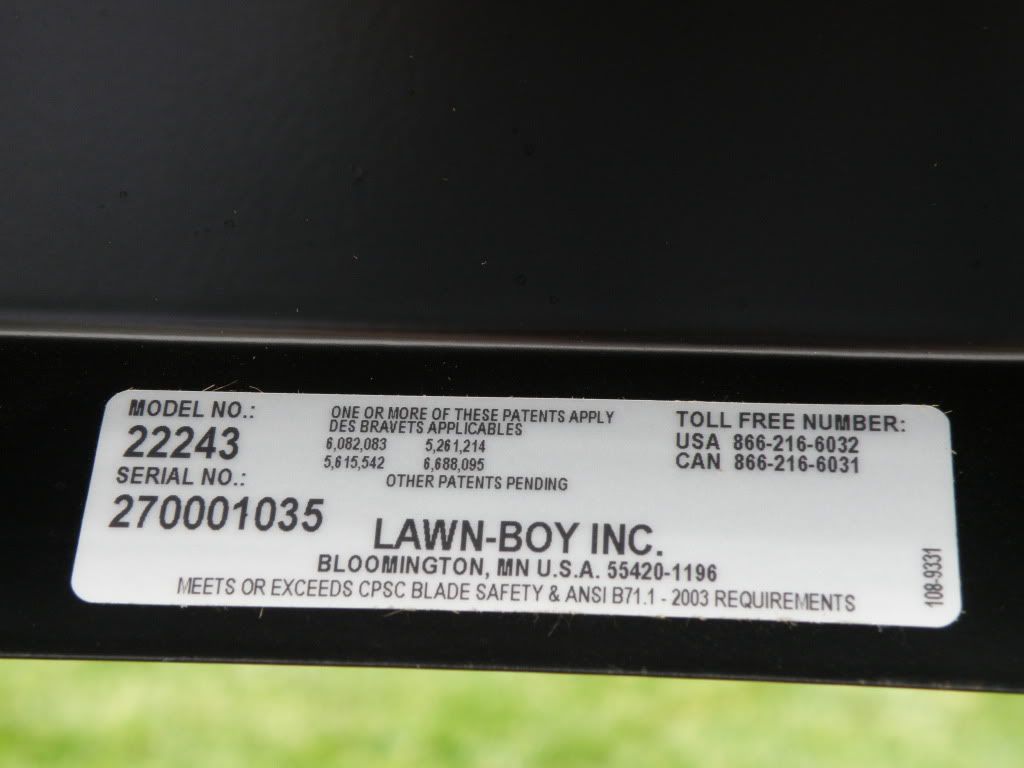 MODEL NO.:
22243
SERIAL NO.:
270001035
ONE OR MORE OF THESE PATENTS APPLY
DES BRAVETS APPLICABLES
6,082,083 5,261,214
5,615,542 6,688,095
OTHER PATENTS PENDING
TOLL FREE NUMBER:
USA 866-216-6032
CAN 866-216-6031
LAWN-BOY INC.
BLOOMINGTON, MN U.S.A. 55420-1196
MEETS OR EXCEEDS CPSC BLADE SAFETY & ANSI B71.1 - 2003 REQUIREMENTS
108-9331